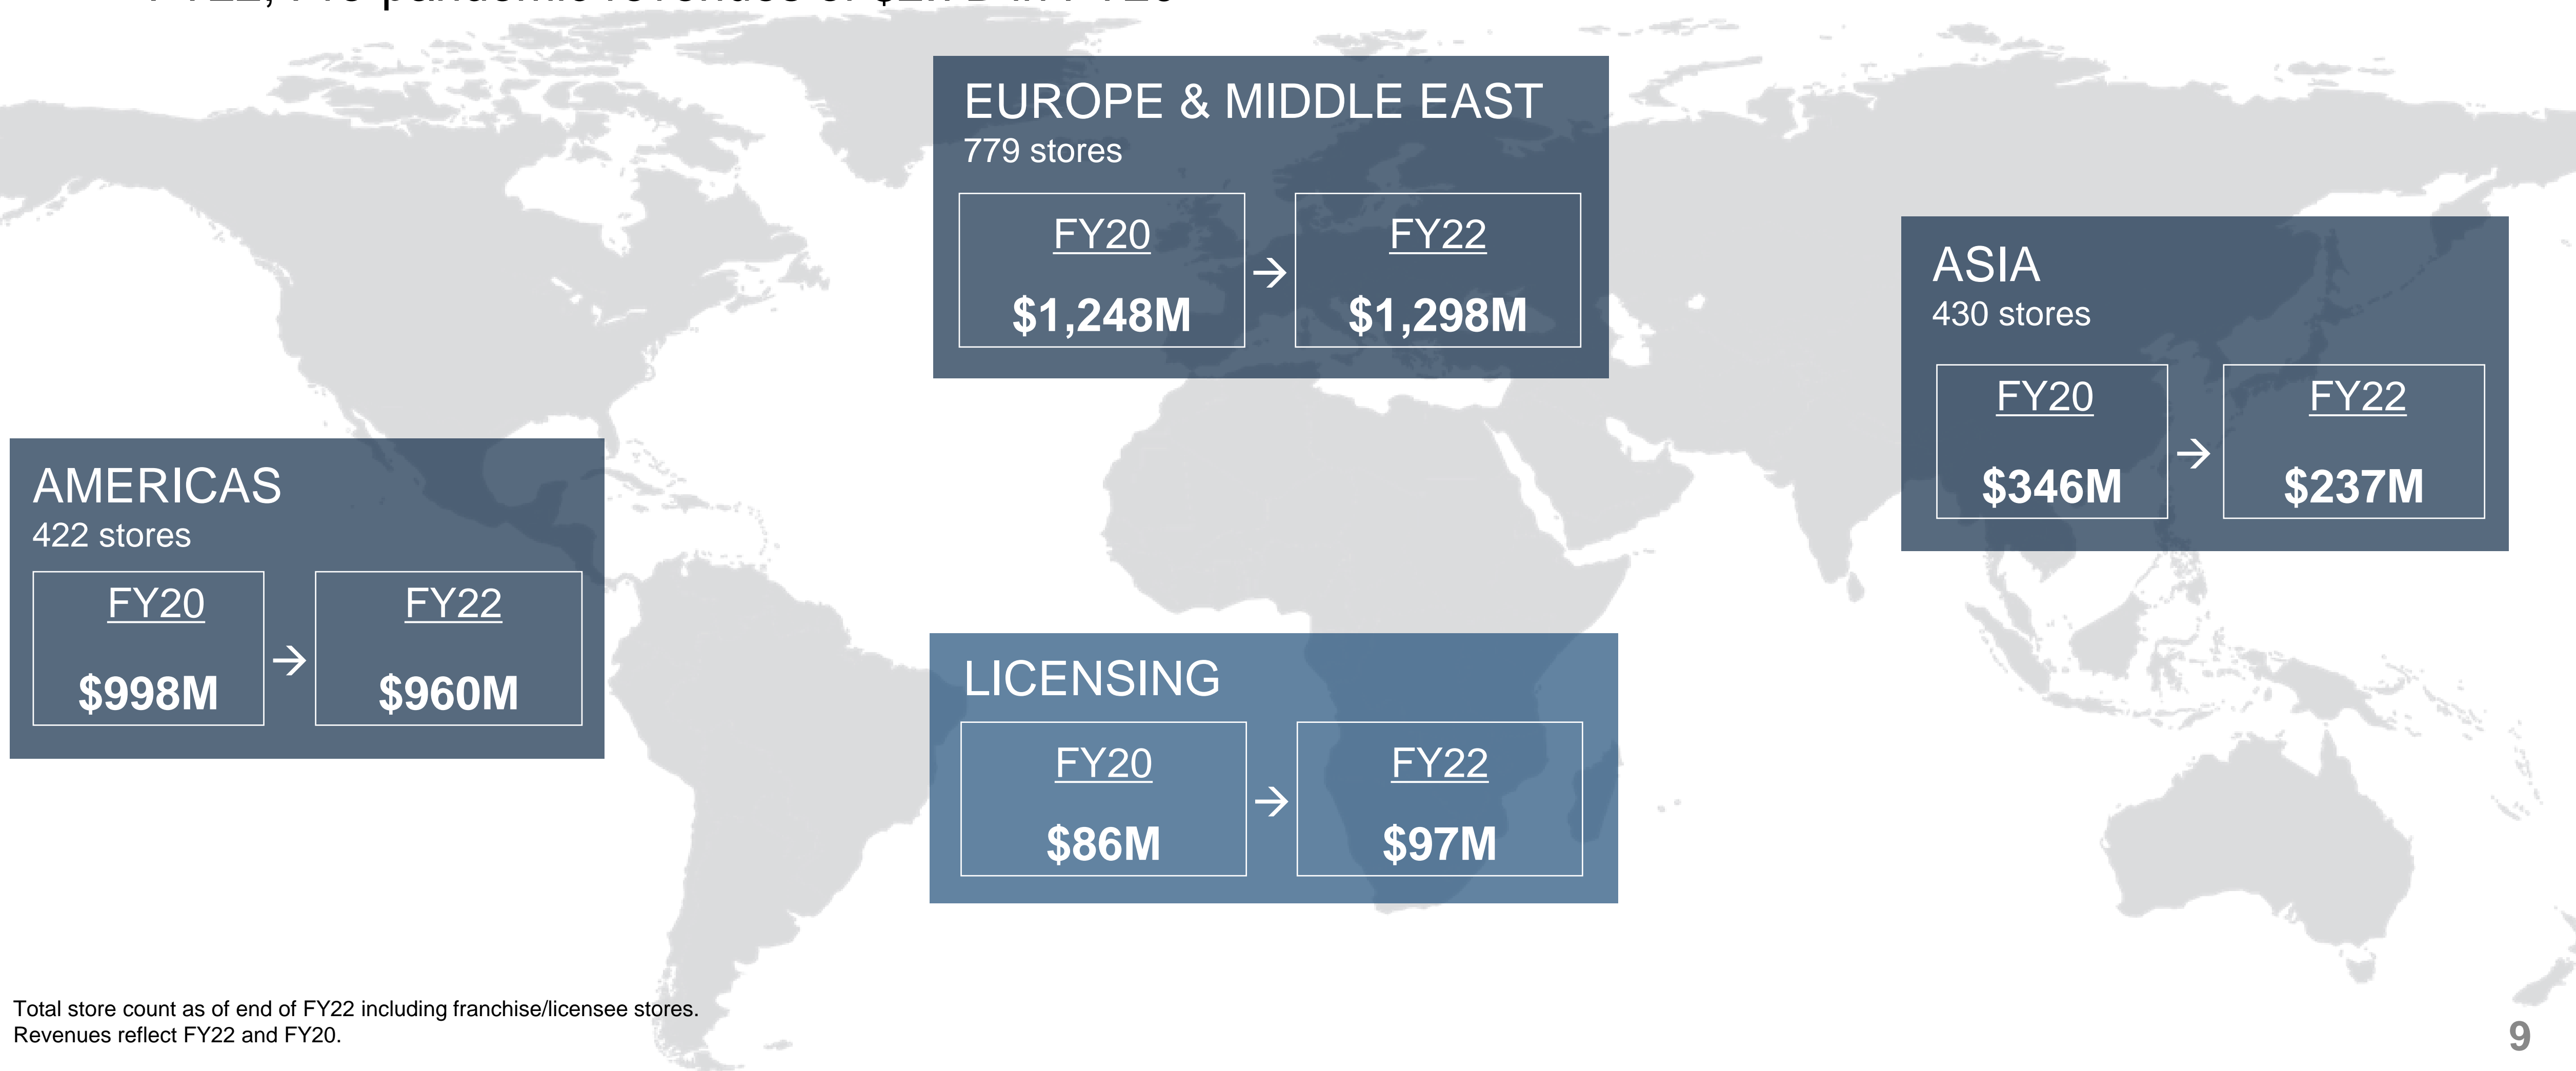 EUROPE & MIDDLE EAST
779 stores
FY20
FY22
$1,248M
→
$1,298M
ASIA
430 stores
FY20
FY22
$346M
→
$237M
AMERICAS
422 stores
FY20
FY22
$998M
→
$960M
LICENSING
FY20
FY22
$86M
→
$97M
Total store count as of end of FY22 including franchise/licensee stores.
Revenues reflect FY22 and FY20.
9